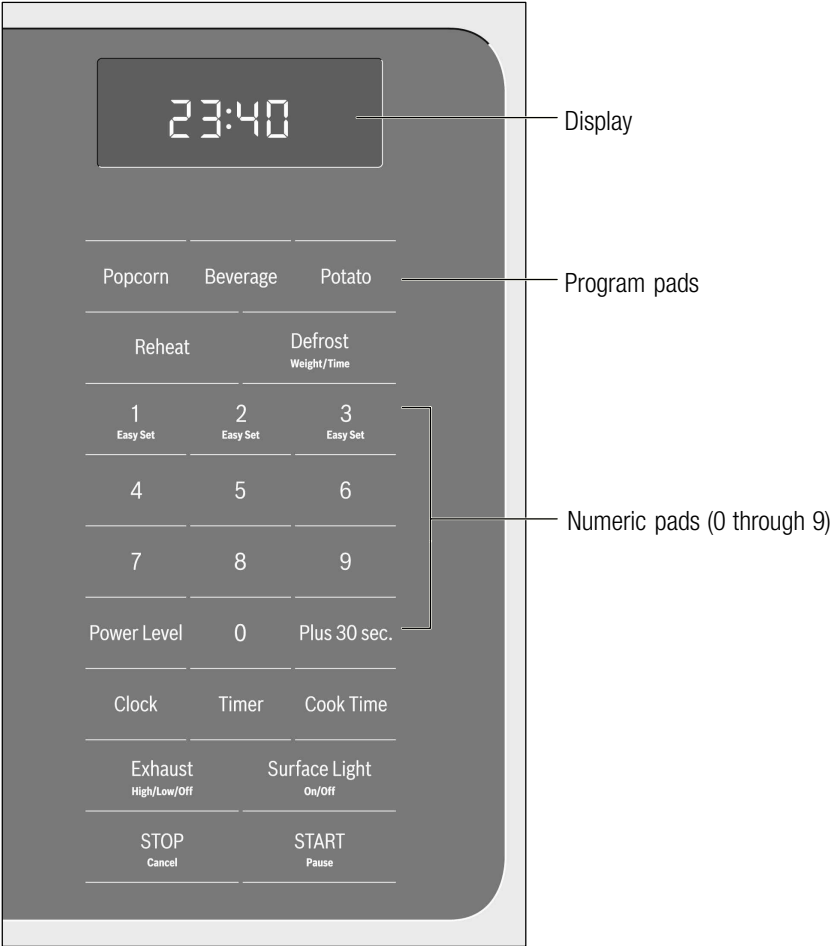 23:40
Display
Popcorn Beverage Potato
Program pads
Reheat Defrost
Weight/Time
1 2 3
Easy Set Easy Set Easy Set
4 5 6
Numeric pads (0 through 9)
7 8 9
Power Level 0 Plus 30 sec.
Clock Timer Cook Time
Exhaust Surface Light
High/Low/Off On/Off
STOP START
Cancel Pause